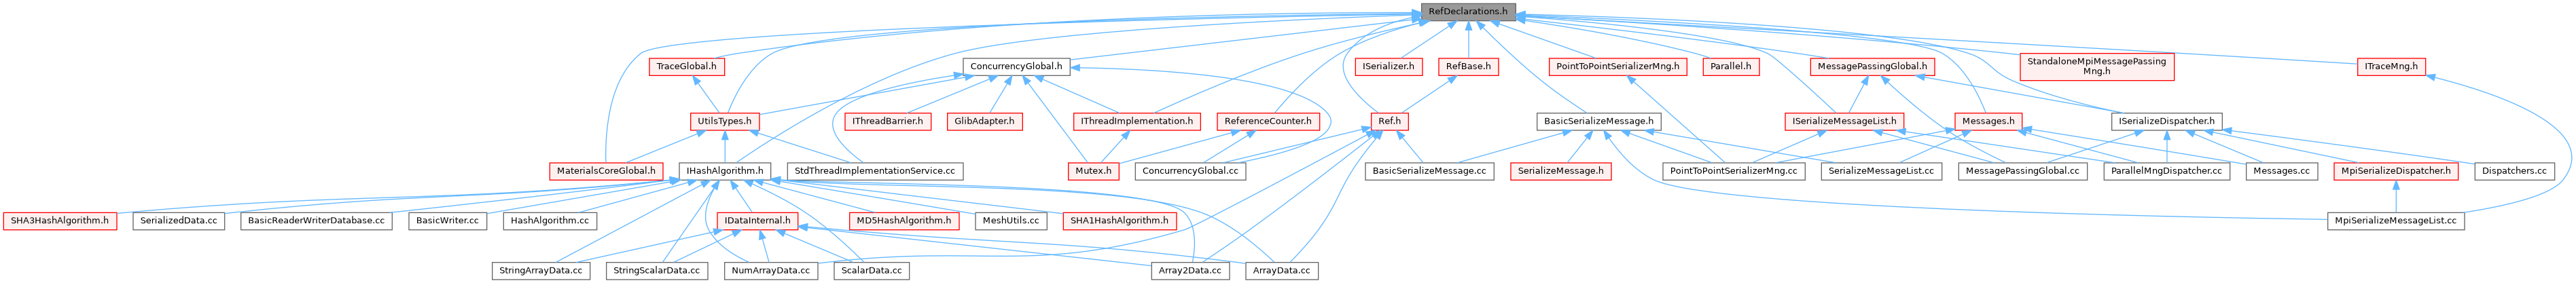 RefDeclarations.h
TraceGlobal.h
ConcurrencyGlobal.h
ISerializer.h
RefBase.h
PointToPointSerializerMng.h
Parallel.h
MessagePassingGlobal.h
StandaloneMpiMessagePassing
Mng.h
ITraceMng.h
UtilsTypes.h
IThreadBarrier.h
GlibAdapter.h
IThreadImplementation.h
ReferenceCounter.h
Ref.h
BasicSerializeMessage.h
ISerializeMessageList.h
Messages.h
ISerializeDispatcher.h
MaterialsCoreGlobal.h
IHashAlgorithm.h
StdThreadImplementationService.cc
Mutex.h
ConcurrencyGlobal.cc
BasicSerializeMessage.cc
SerializeMessage.h
PointToPointSerializerMng.cc
SerializeMessageList.cc
MessagePassingGlobal.cc
ParallelMngDispatcher.cc
Messages.cc
MpiSerializeDispatcher.h
Dispatchers.cc
SHA3HashAlgorithm.h
SerializedData.cc
BasicReaderWriterDatabase.cc
BasicWriter.cc
HashAlgorithm.cc
IDataInternal.h
MD5HashAlgorithm.h
MeshUtils.cc
SHA1HashAlgorithm.h
MpiSerializeMessageList.cc
StringArrayData.cc
StringScalarData.cc
NumArrayData.cc
ScalarData.cc
Array2Data.cc
ArrayData.cc